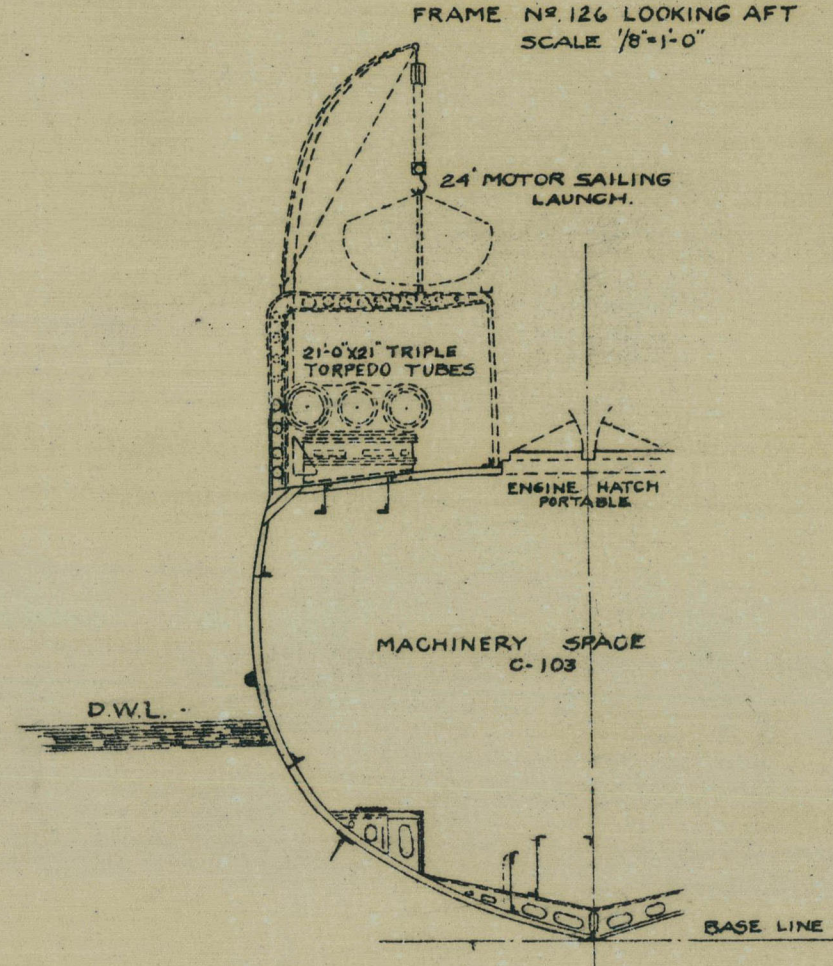 FRAME Nº. 126 LOOKING AFT
SCALE 1/8"=1'-0"
24' MOTOR SAILING
LAUNCH.
21'-0"X21" TRIPLE
TORPEDO TUBES
ENGINE HATCH
PORTABLE
MACHINERY SPACE
C-103
D.W.L.
BASE LINE